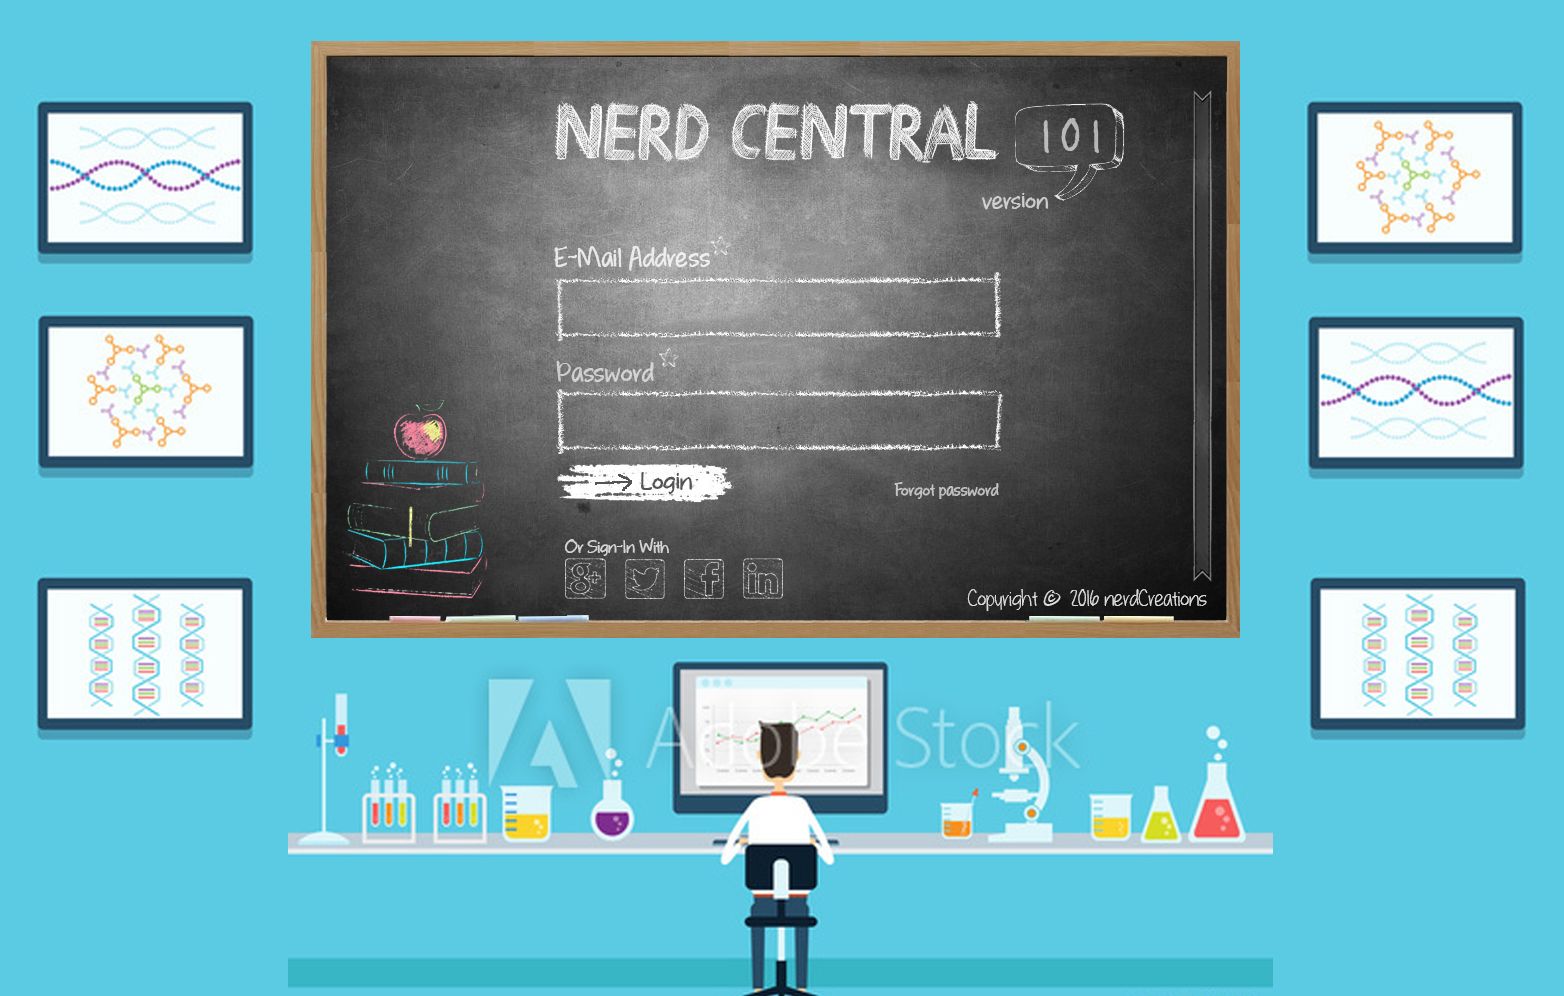 NERD CENTRAL 101
version
E-Mail Address
Password
→ Login
Forgot password
Or Sign-In With
g+
f
in
Copyright © 2016 nerdCreations
Adobe Stock